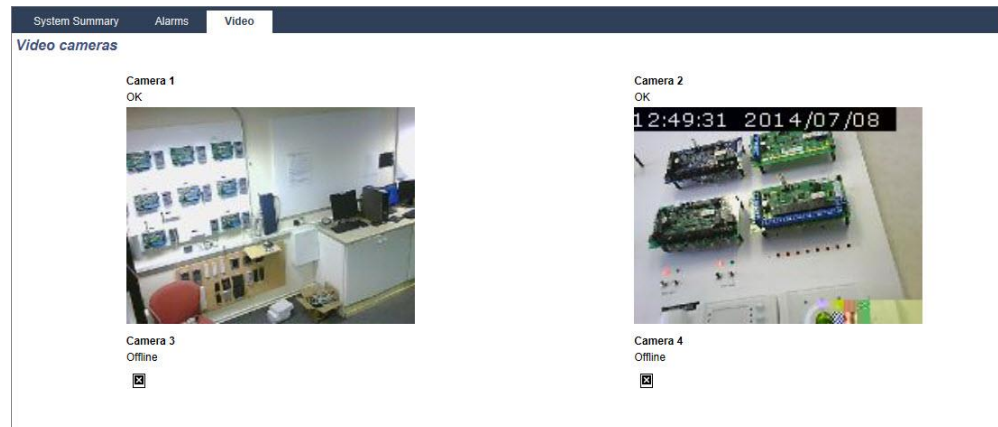 System Summary Alarms Video
Video cameras
Camera 1 Camera 2
OK OK
12:49:31 2014/07/08
Camera 3 Camera 4
Offline Offline